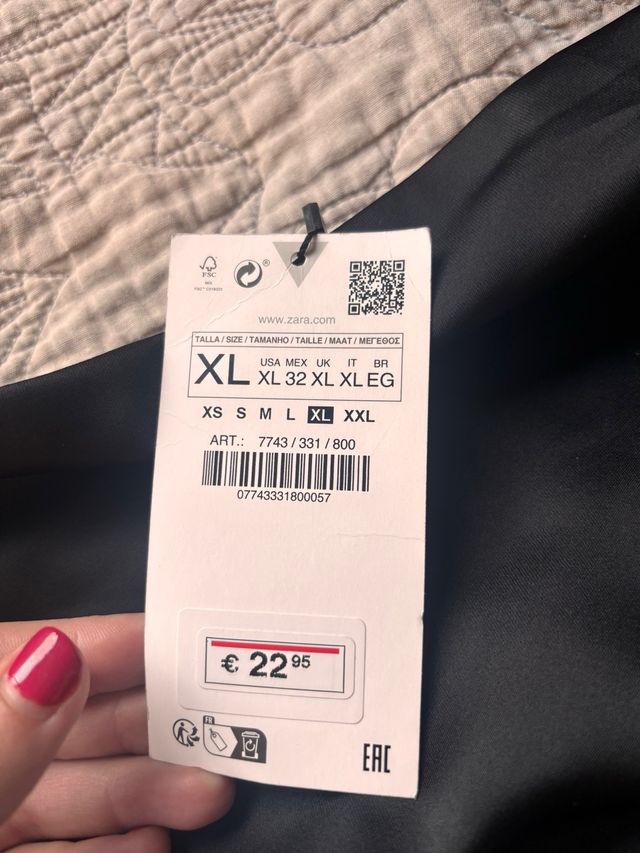 FSC
MIX
®
www.zara.com
TALLA / SIZE / TAMANHO / TAILLE / MAAT / ΜΕΓΕΘΟΣ
XL
USA MEX UK IT BR
XL 32 XL XL EG
XS S M L XL XXL
ART.: 7743 / 331 / 800
07743331800057
€ 22 95
FR
EAC